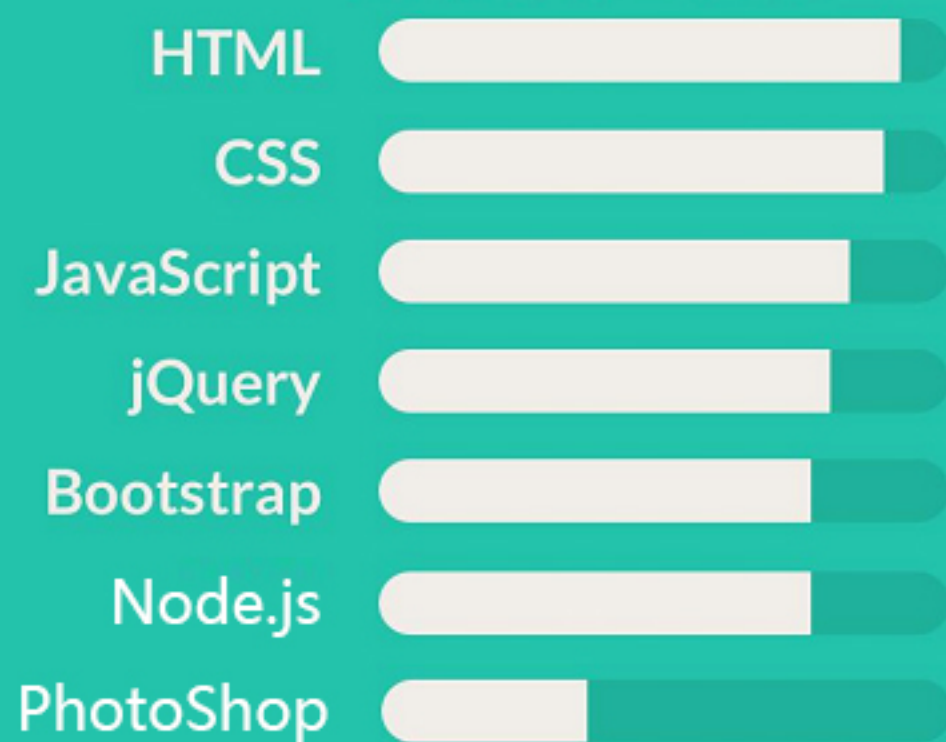 HTML
CSS
JavaScript
jQuery
Bootstrap
Node.js
PhotoShop